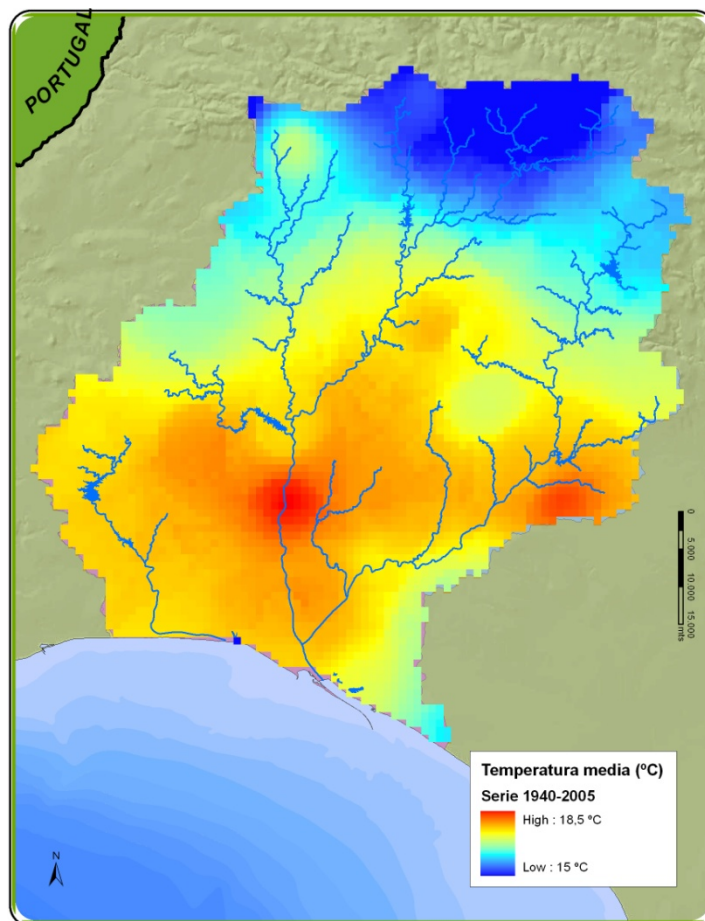 PORTUGAL
0
5.000
10.000
15.000
mts
Temperatura media (ºC)
Serie 1940-2005
High : 18,5 ºC
Low : 15 ºC
N